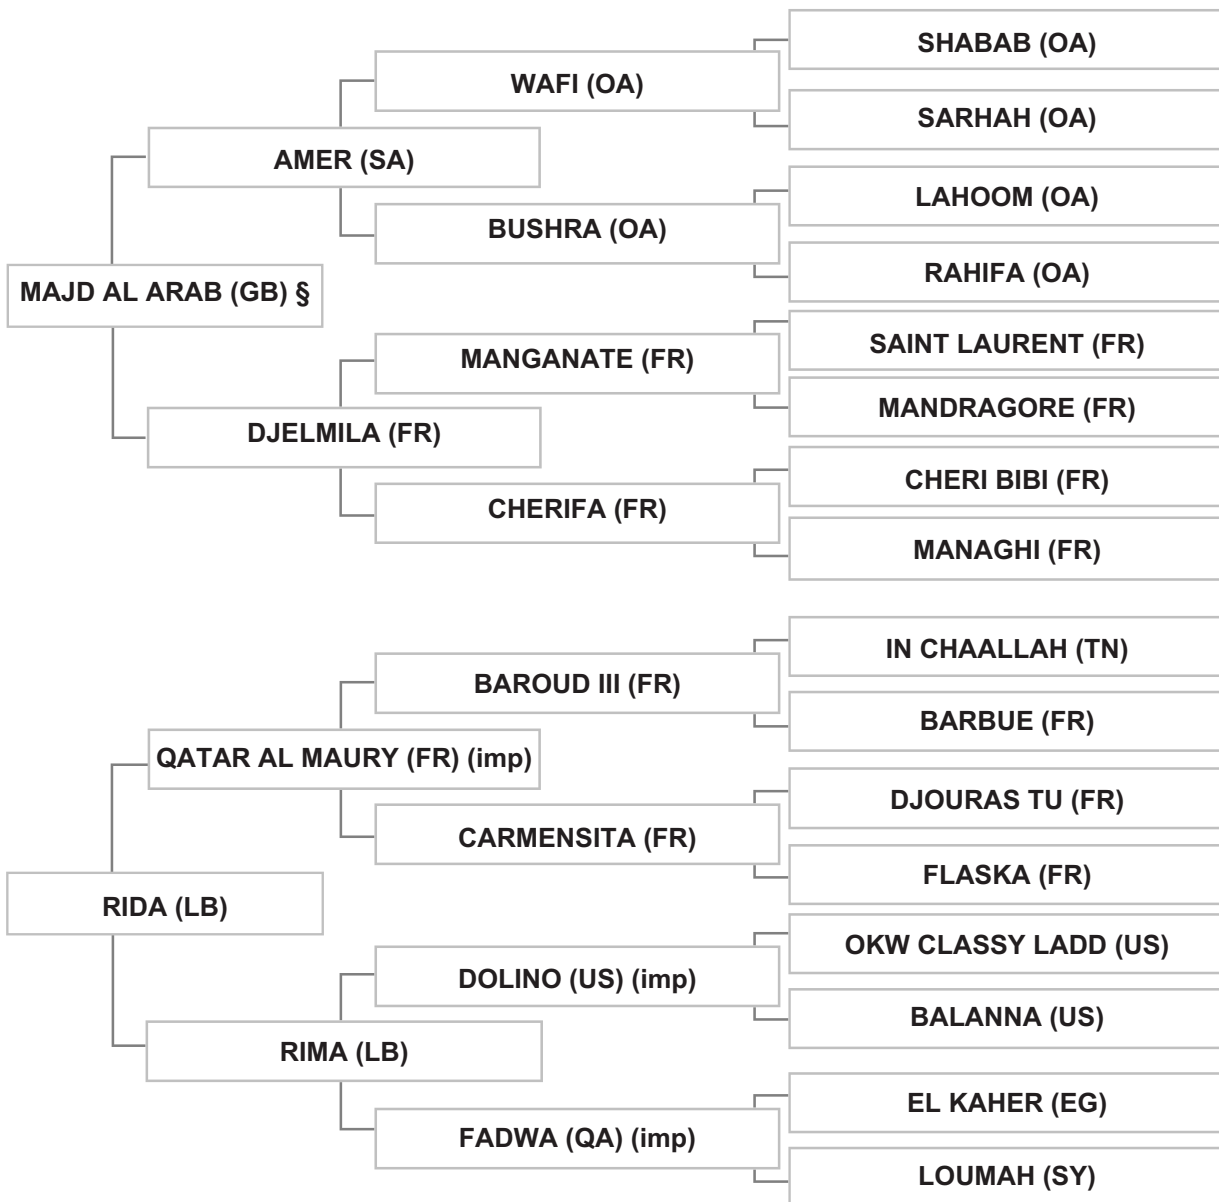 SHABAB (OA)
WAFI (OA)
SARHAH (OA)
AMER (SA)
LAHOOM (OA)
BUSHRA (OA)
RAHIFA (OA)
MAJD AL ARAB (GB) §
SAINT LAURENT (FR)
MANGANATE (FR)
MANDRAGORE (FR)
DJELMILA (FR)
CHERI BIBI (FR)
CHERIFA (FR)
MANAGHI (FR)
IN CHAALLAH (TN)
BAROUD III (FR)
BARBUE (FR)
QATAR AL MAURY (FR) (imp)
DJOURAS TU (FR)
CARMENSITA (FR)
FLASKA (FR)
RIDA (LB)
OKW CLASSY LADD (US)
DOLINO (US) (imp)
BALANNA (US)
RIMA (LB)
EL KAHER (EG)
FADWA (QA) (imp)
LOUMAH (SY)